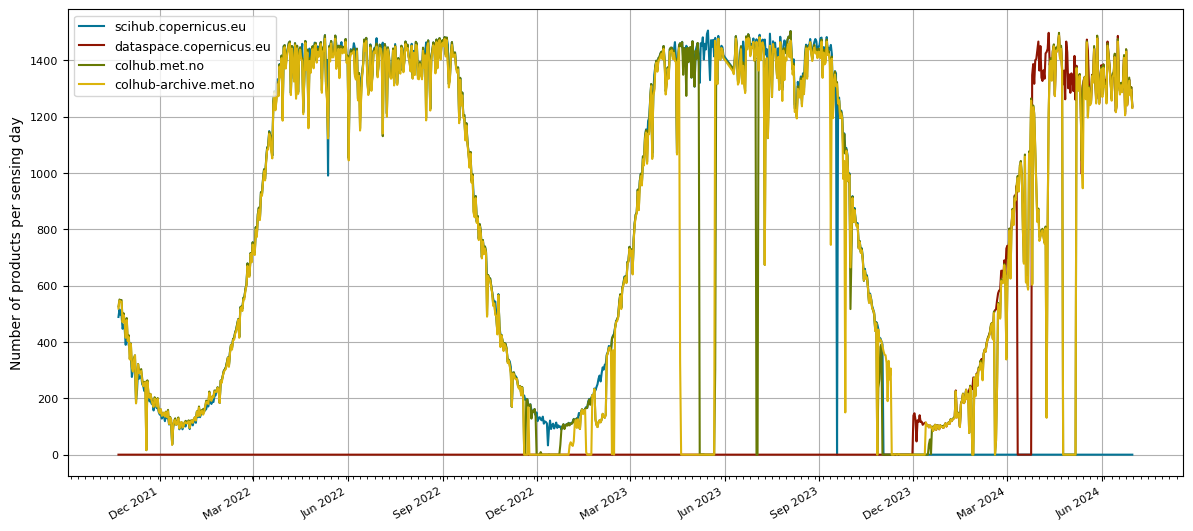 scihub.copernicus.eu
dataspace.copernicus.eu
colhub.met.no
colhub-archive.met.no
Number of products per sensing day
1400
1200
1000
800
600
400
200
0
Dec 2021
Mar 2022
Jun 2022
Sep 2022
Dec 2022
Mar 2023
Jun 2023
Sep 2023
Dec 2023
Mar 2024
Jun 2024